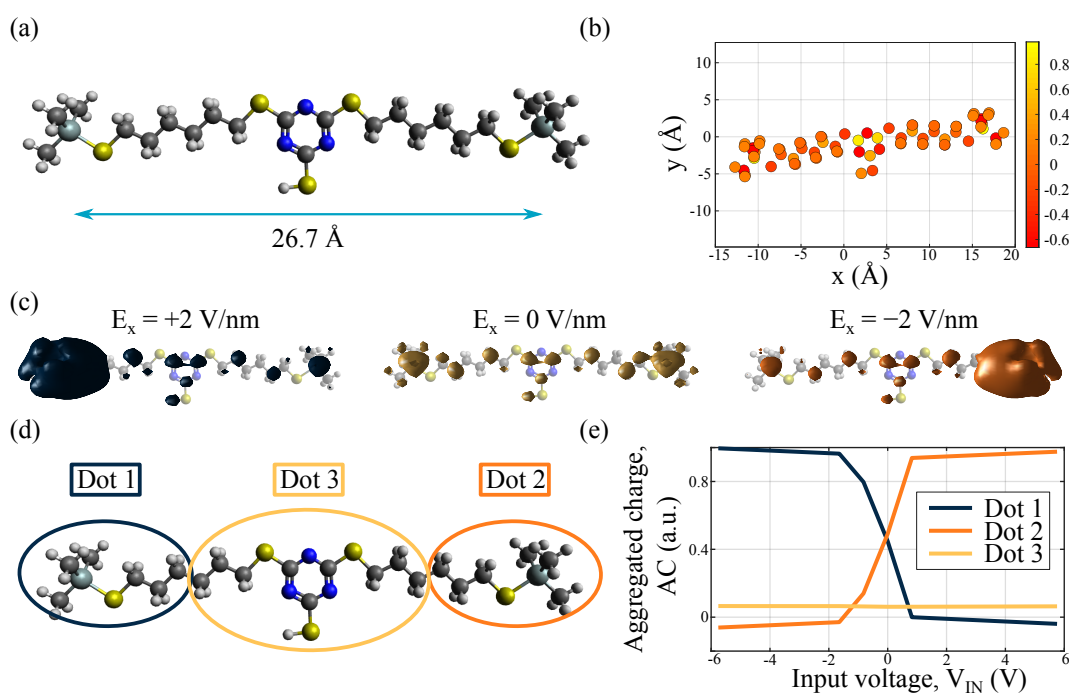 (a)
26.7 Å
(b)
y (Å)
10
5
0
-5
-10
-15
-10
-5
0
5
10
15
20
x (Å)
0.8
0.6
0.4
0.2
0
-0.2
-0.4
-0.6
(c)
Eₓ = +2 V/nm
Eₓ = 0 V/nm
Eₓ = −2 V/nm
(d)
Dot 1
Dot 3
Dot 2
(e)
Aggregated charge,
AC (a.u.)
0.8
0.4
0
-6
-4
-2
0
2
4
6
Input voltage, V_IN (V)
Dot 1
Dot 2
Dot 3